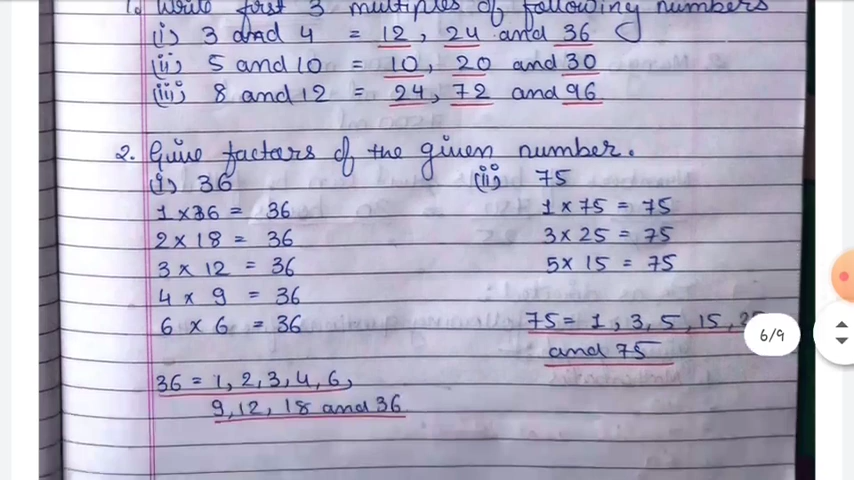 1. Write first 3 multiples of following numbers
(i) 3 and 4 = 12, 24 and 36
(ii) 5 and 10 = 10, 20 and 30
(iii) 8 and 12 = 24, 72 and 96
2. Give factors of the given number.
(i) 36 (ii) 75
1 x 36 = 36 1 x 75 = 75
2 x 18 = 36 3 x 25 = 75
3 x 12 = 36 5 x 15 = 75
4 x 9 = 36
6 x 6 = 36 75 = 1, 3, 5, 15,
6/9
and 75
36 = 1, 2, 3, 4, 6,
9, 12, 18 and 36